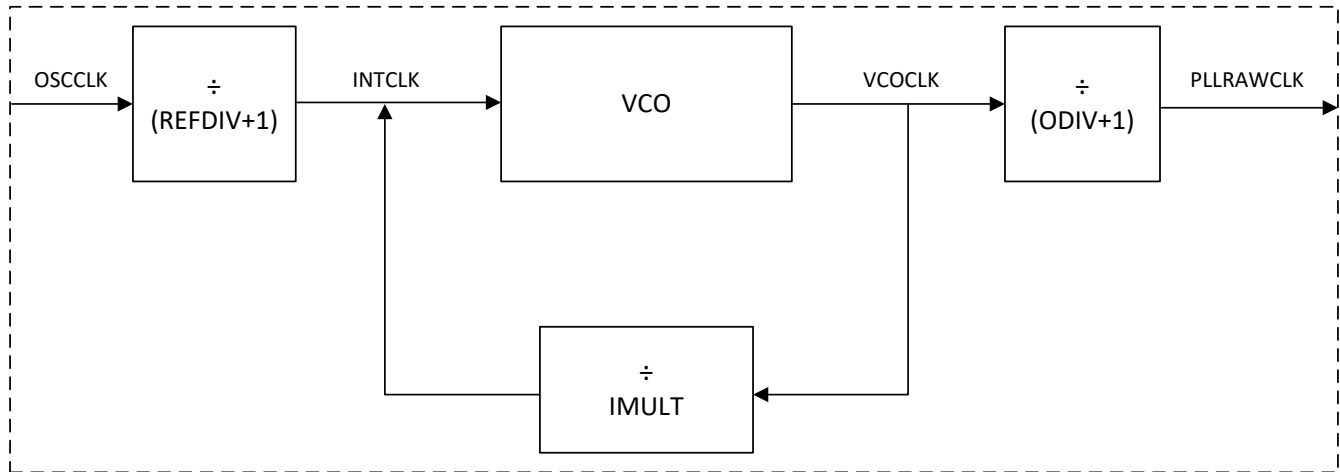 OSCCLK
÷
(REFDIV+1)
INTCLK
VCO
VCOCLK
÷
(ODIV+1)
PLLRAWCLK
÷
IMULT